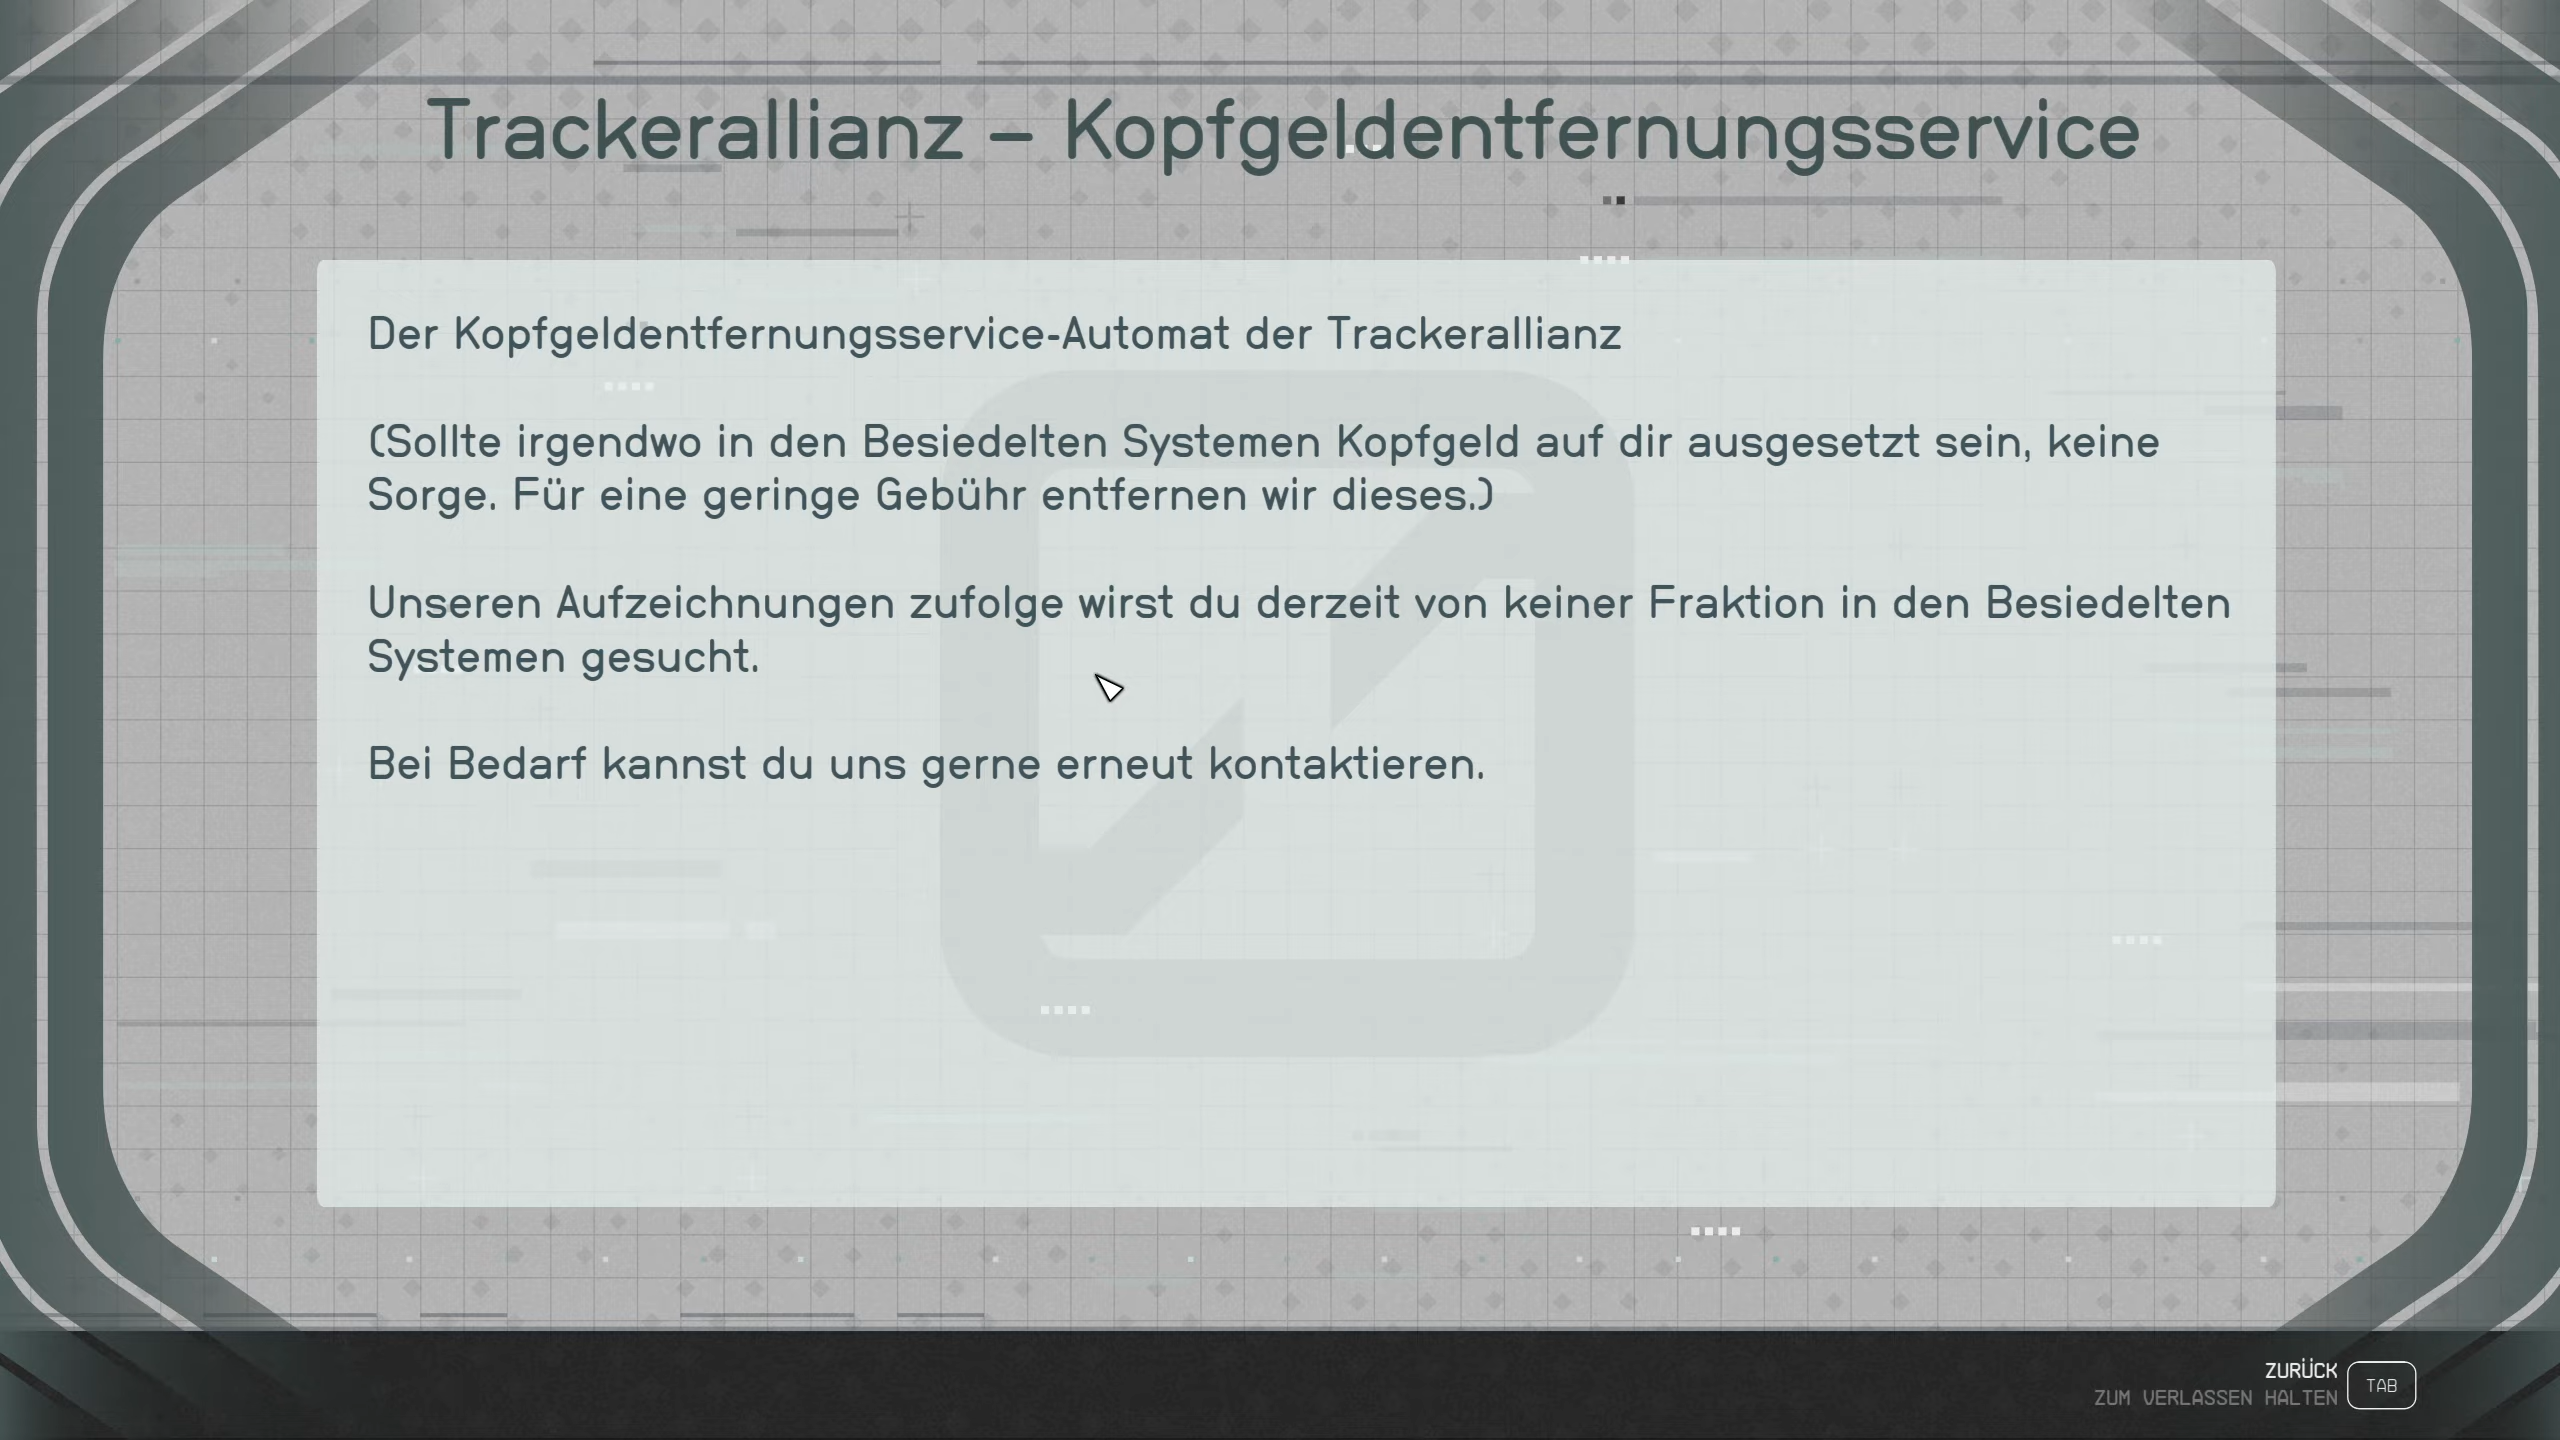 Trackerallianz – Kopfgeldentfernungsservice
Der Kopfgeldentfernungsservice-Automat der Trackerallianz
(Sollte irgendwo in den Besiedelten Systemen Kopfgeld auf dir ausgesetzt sein, keine
Sorge. Für eine geringe Gebühr entfernen wir dieses.)
Unseren Aufzeichnungen zufolge wirst du derzeit von keiner Fraktion in den Besiedelten
Systemen gesucht.
Bei Bedarf kannst du uns gerne erneut kontaktieren.
ZURÜCK
ZUM VERLASSEN HALTEN
TAB